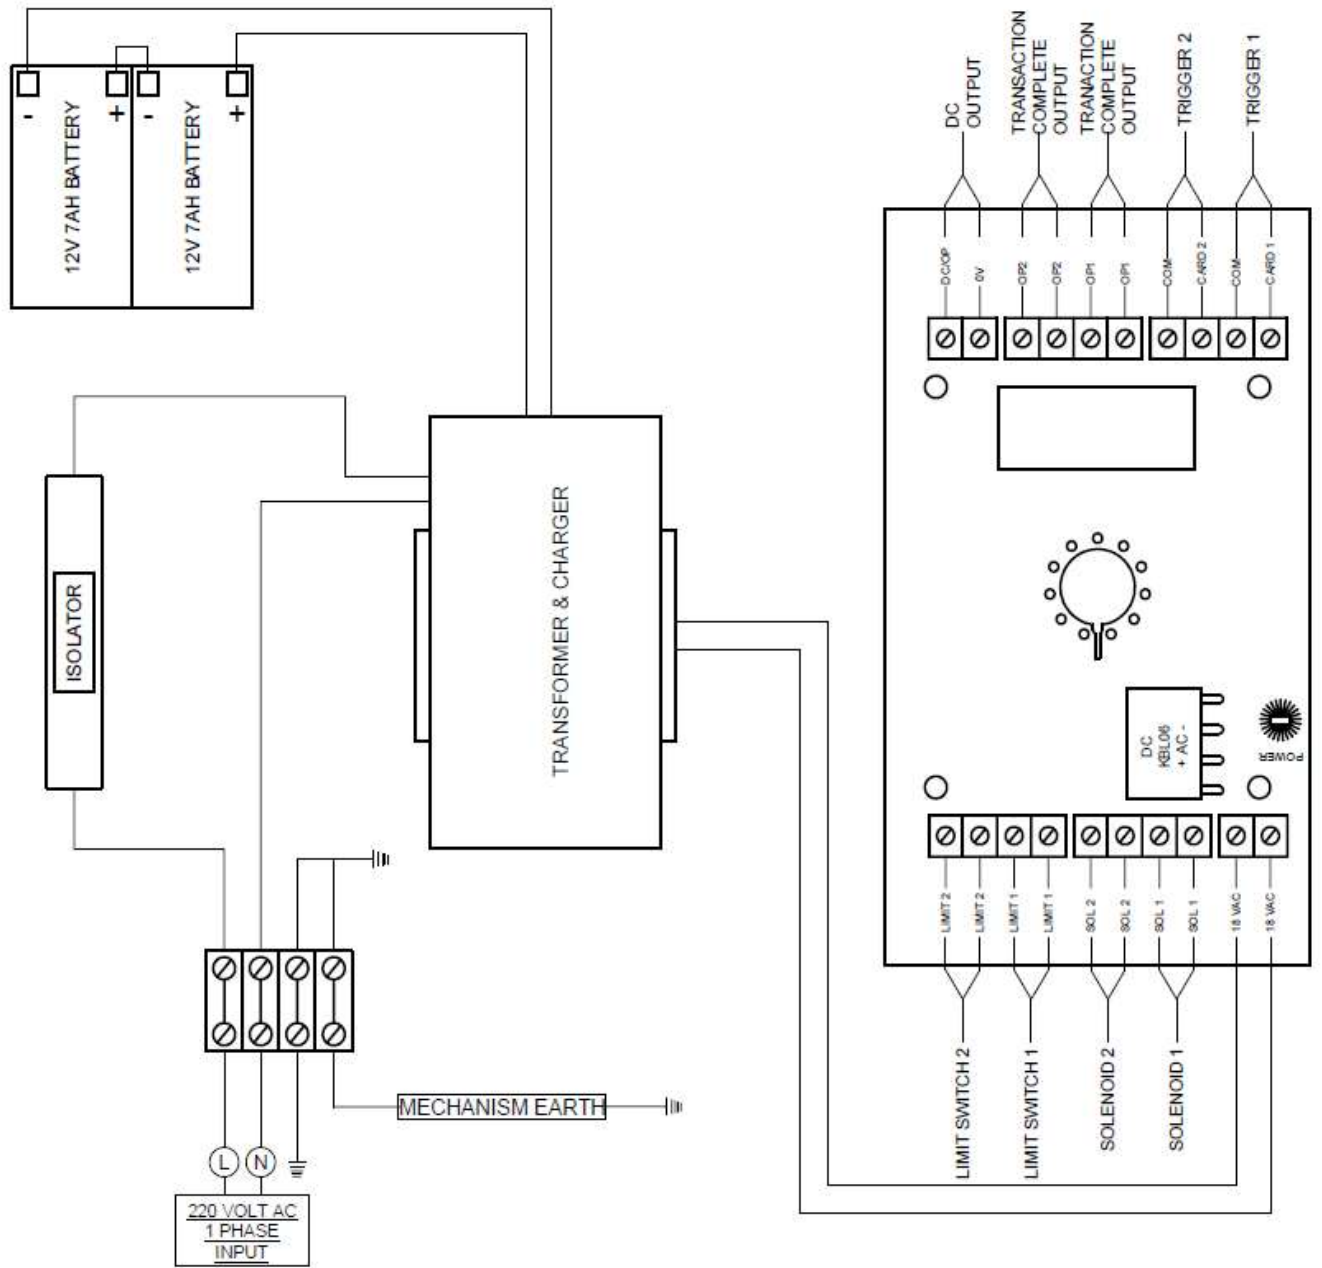 -
+
-
+
12V 7AH BATTERY
12V 7AH BATTERY
ISOLATOR
TRANSFORMER & CHARGER
MECHANISM EARTH
L
N
220 VOLT AC
1 PHASE
INPUT
DC
OUTPUT
TRANSACTION
COMPLETE
OUTPUT
TRANACTION
COMPLETE
OUTPUT
TRIGGER 2
TRIGGER 1
DC/OP
0V
OP2
OP2
OP1
OP1
COM
CARD 2
COM
CARD 1
DC
KBL06
+ AC -
POWER
LIMIT 2
LIMIT 2
LIMIT 1
LIMIT 1
SOL 2
SOL 2
SOL 1
SOL 1
18 VAC
18 VAC
LIMIT SWITCH 2
LIMIT SWITCH 1
SOLENOID 2
SOLENOID 1